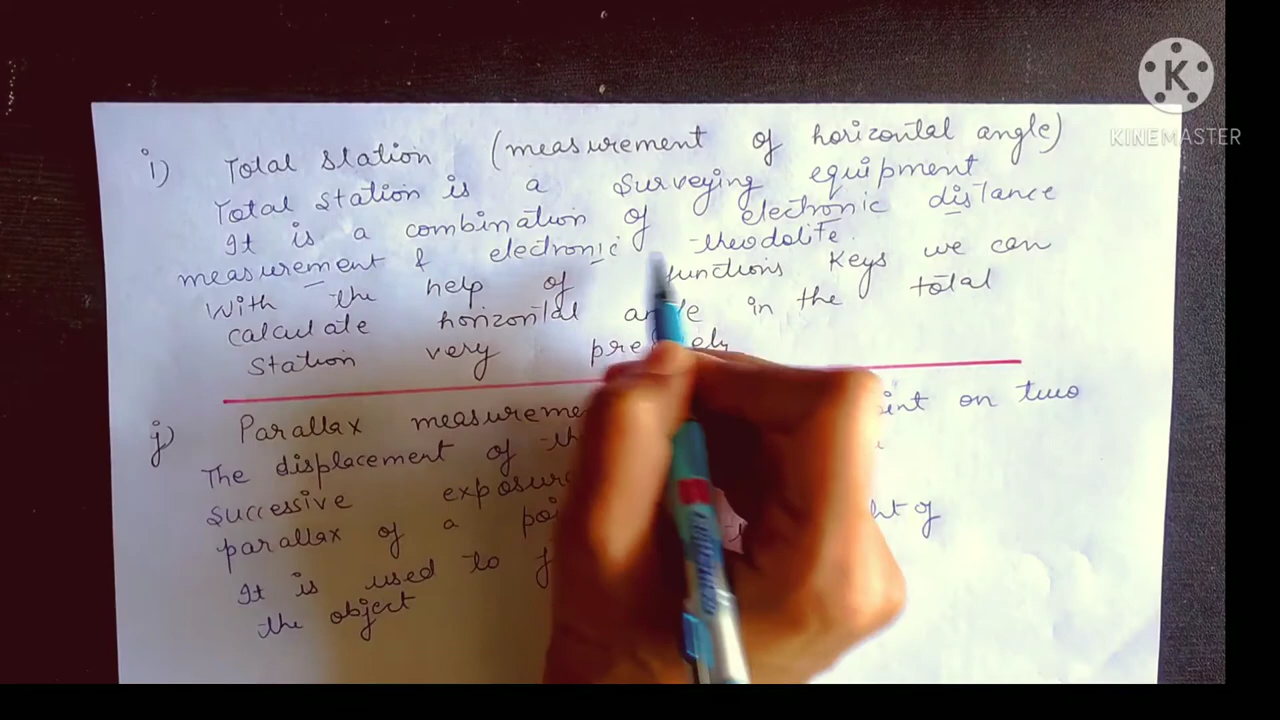 i) Total Station (measurement of horizontal angle)
Total Station is a Surveying equipment
It is a combination of electronic distance
measurement & electronic theodolite.
With the help of functions Keys we can
calculate horizontal angle in the total
Station very
j) Parallax
The displacement of on two
Successive
parallax of a of
It is used to
the object
K
KINEMASTER